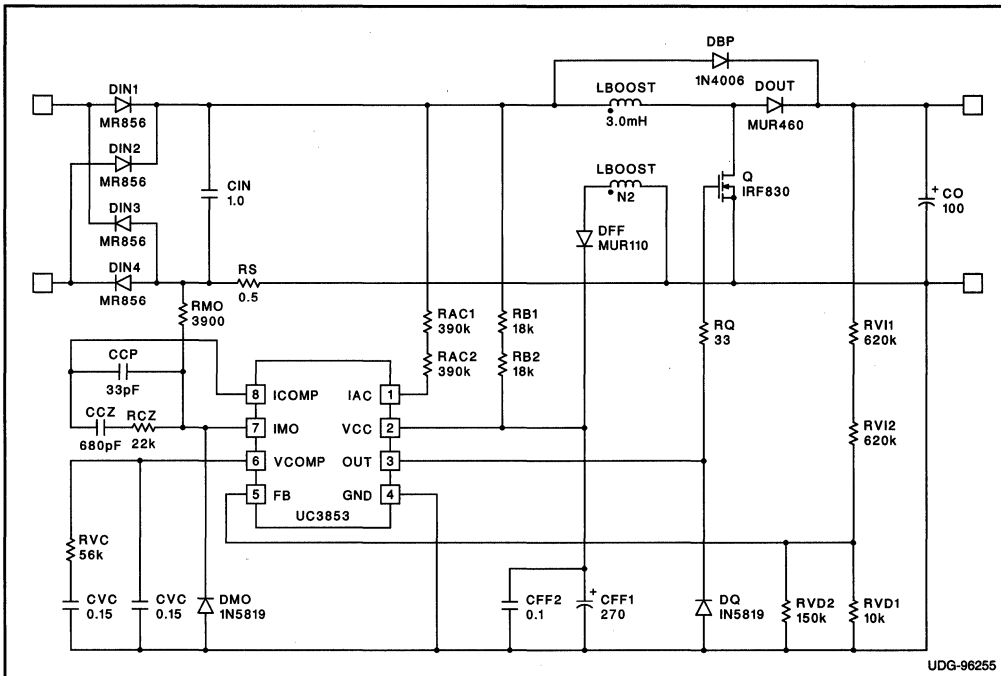 DBP
1N4006
DIN1
MR856
LBOOST
3.0mH
DOUT
MUR460
DIN2
MR856
CIN
1.0
LBOOST
N2
Q
IRF830
+ CO
100
DIN3
MR856
DFF
MUR110
DIN4
MR856
RS
0.5
RMO
3900
RAC1
390k
RB1
18k
RQ
33
RVI1
620k
CCP
33pF
RAC2
390k
RB2
18k
8 ICOMP IAC 1
CCZ
680pF
RCZ
22k
7 IMO VCC 2
RVI2
620k
6 VCOMP OUT 3
5 FB GND 4
UC3853
RVC
56k
CVC
0.15
CVC
0.15
DMO
1N5819
CFF2
0.1
+
CFF1
270
DQ
IN5819
RVD2
150k
RVD1
10k
UDG-96255